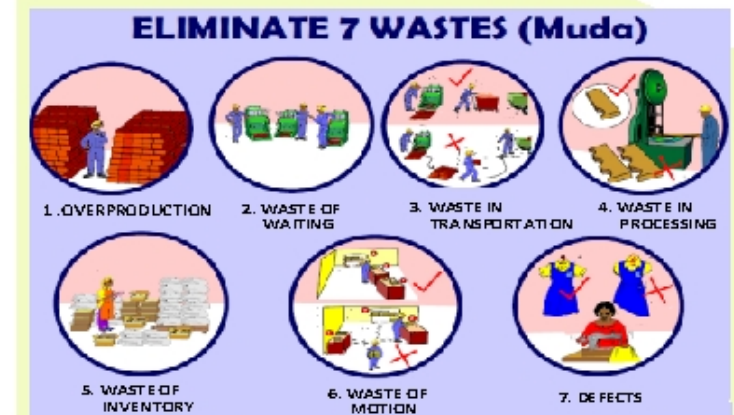 ELIMINATE 7 WASTES (Muda)
1.OVERPRODUCTION
2. WASTE OF
WAITING
3. WASTE IN
TRANSPORTATION
4. WASTE IN
PROCESSING
5. WASTE OF
INVENTORY
6. WASTE OF
MOTION
7. DEFECTS